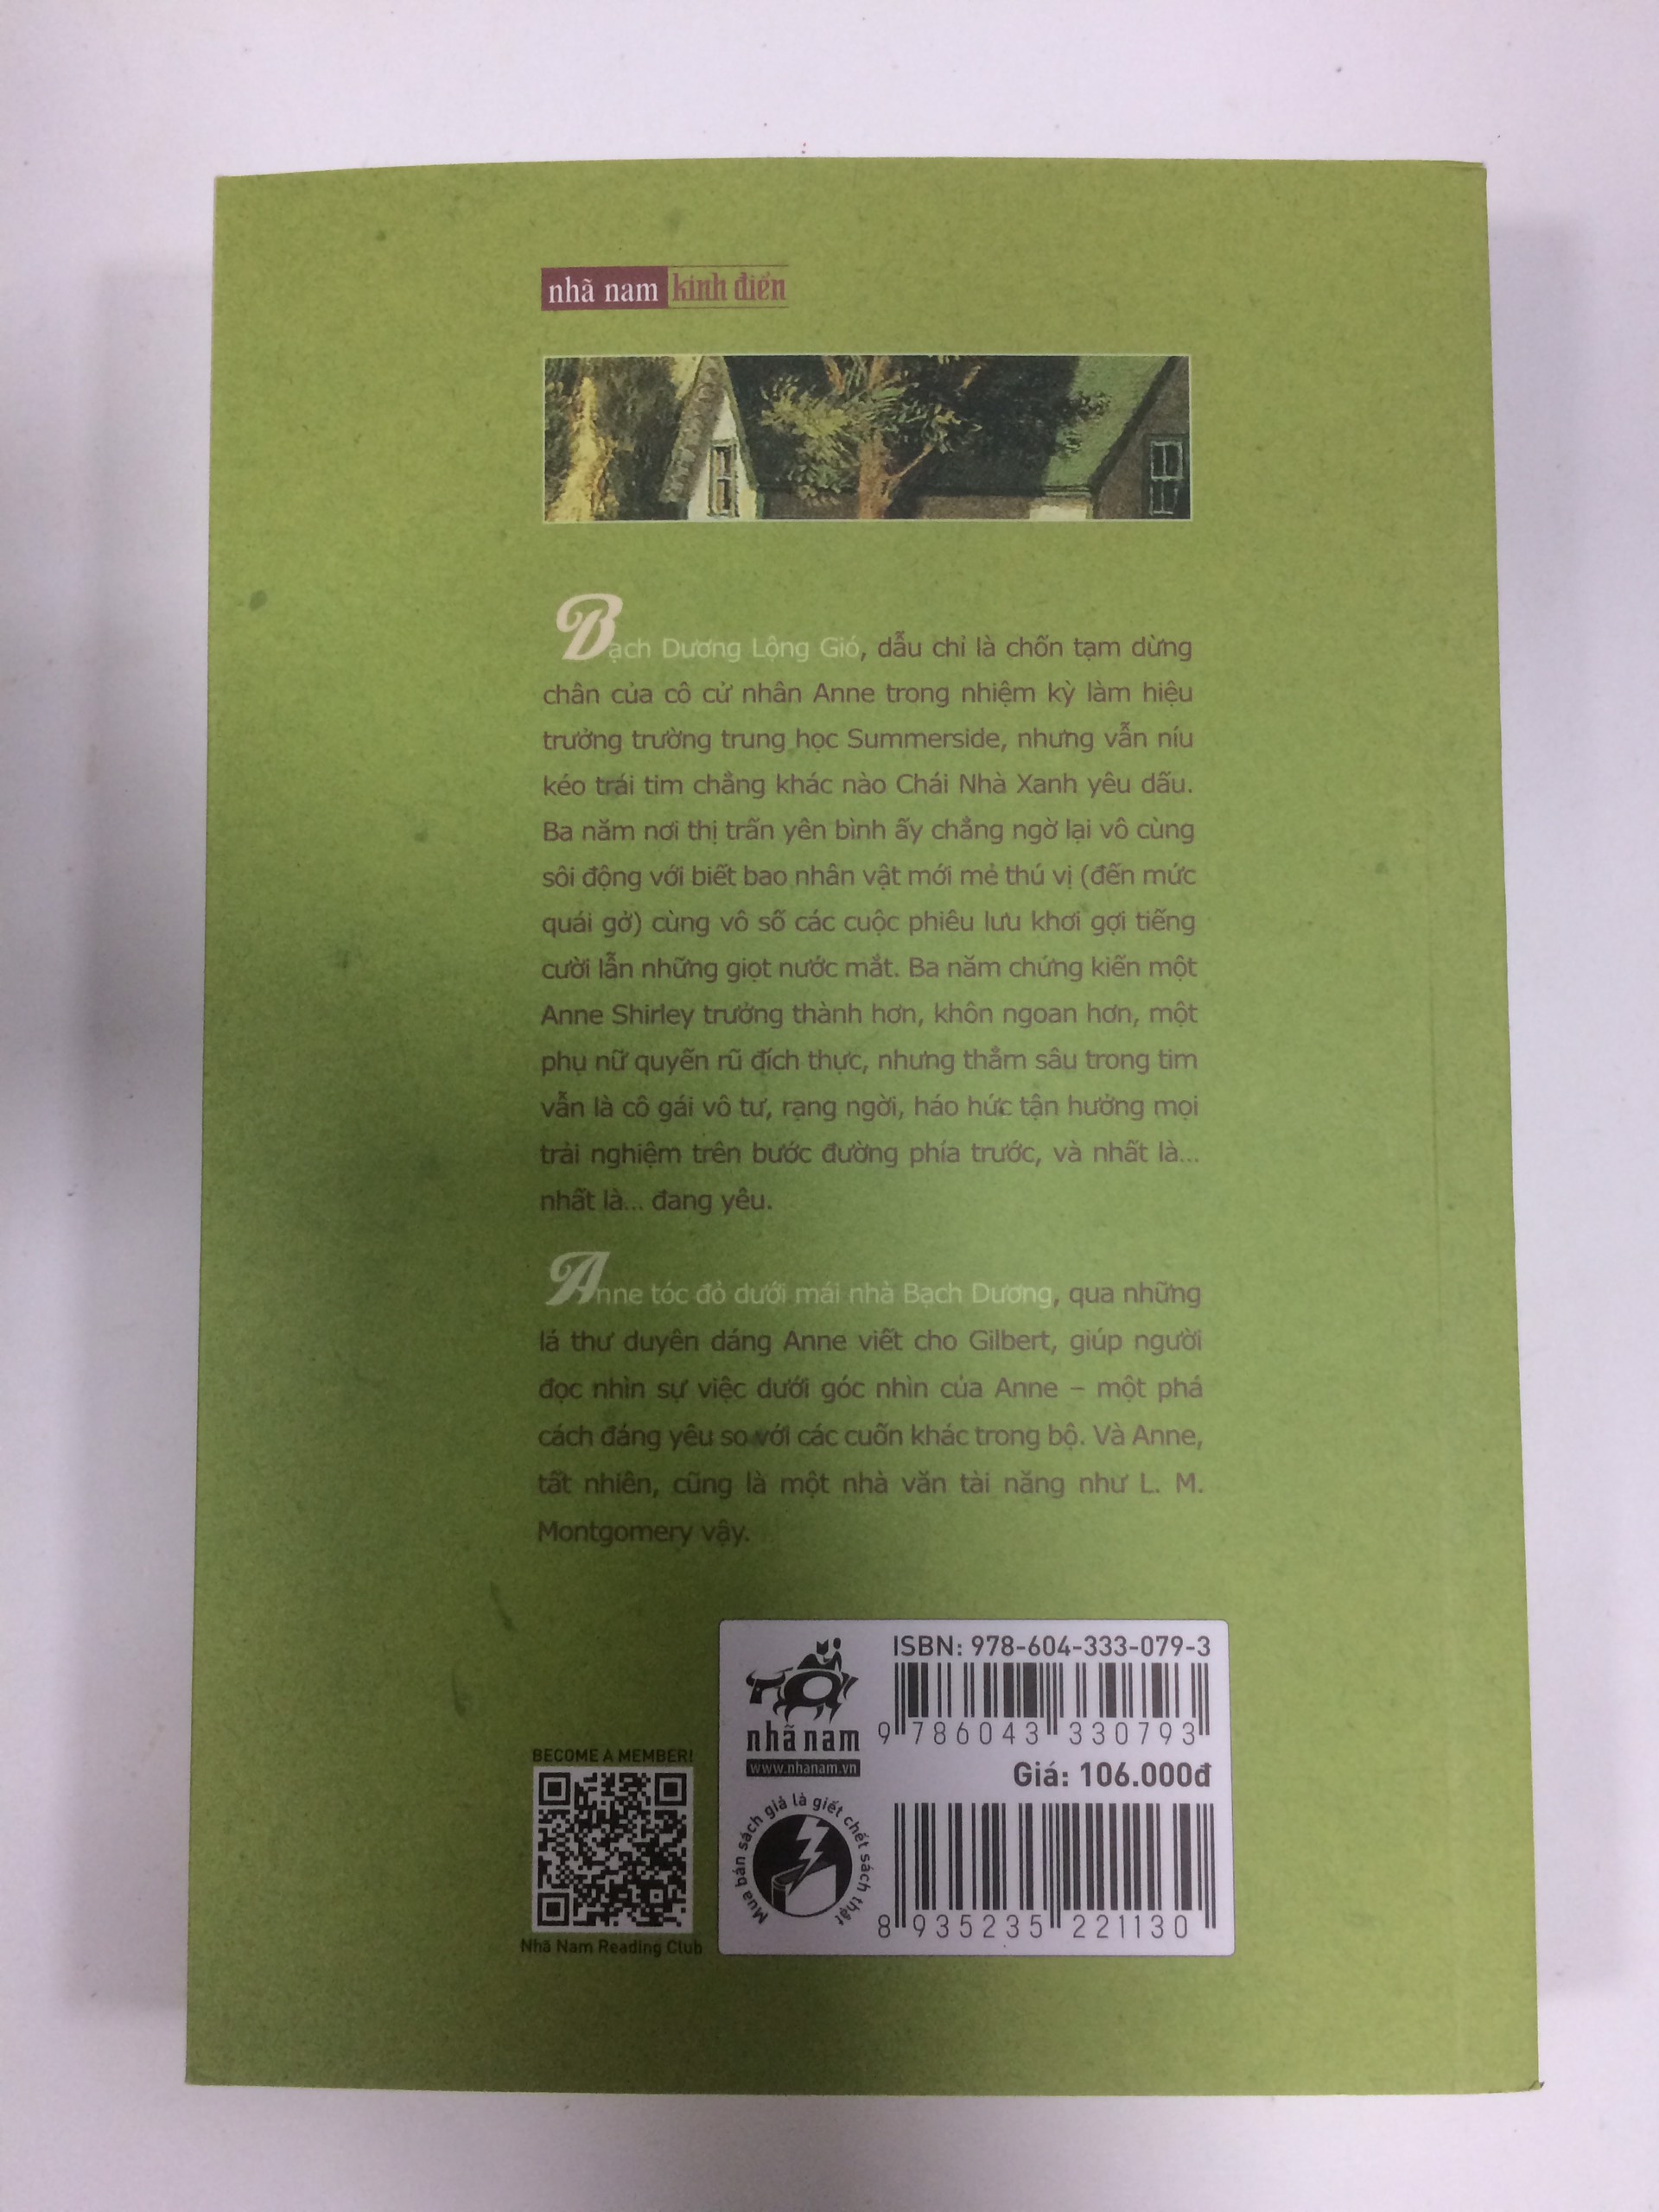 nhã nam kinh điển
Bạch Dương Lộng Gió, dẫu chỉ là chốn tạm dừng
chân của cô cử nhân Anne trong nhiệm kỳ làm hiệu
trưởng trường trung học Summerside, nhưng vẫn níu
kéo trái tim chẳng khác nào Chái Nhà Xanh yêu dấu.
Ba năm nơi thị trấn yên bình ấy chẳng ngờ lại vô cùng
sôi động với biết bao nhân vật mới mẻ thú vị (đến mức
quái gở) cùng vô số các cuộc phiêu lưu khơi gợi tiếng
cười lẫn những giọt nước mắt. Ba năm chứng kiến một
Anne Shirley trưởng thành hơn, khôn ngoan hơn, một
phụ nữ quyến rũ đích thực, nhưng thẳm sâu trong tim
vẫn là cô gái vô tư, rạng ngời, háo hức tận hưởng mọi
trải nghiệm trên bước đường phía trước, và nhất là...
nhất là... đang yêu.
Anne tóc đỏ dưới mái nhà Bạch Dương, qua những
lá thư duyên dáng Anne viết cho Gilbert, giúp người
đọc nhìn sự việc dưới góc nhìn của Anne – một phá
cách đáng yêu so với các cuốn khác trong bộ. Và Anne,
tất nhiên, cũng là một nhà văn tài năng như L. M.
Montgomery vậy.
BECOME A MEMBER!
Nhã Nam Reading Club
nhã nam
www.nhanam.vn
Mua bán sách giả là giết chết sách thật
ISBN: 978-604-333-079-3
9 786043 330793
Giá: 106.000đ
8 935235 221130